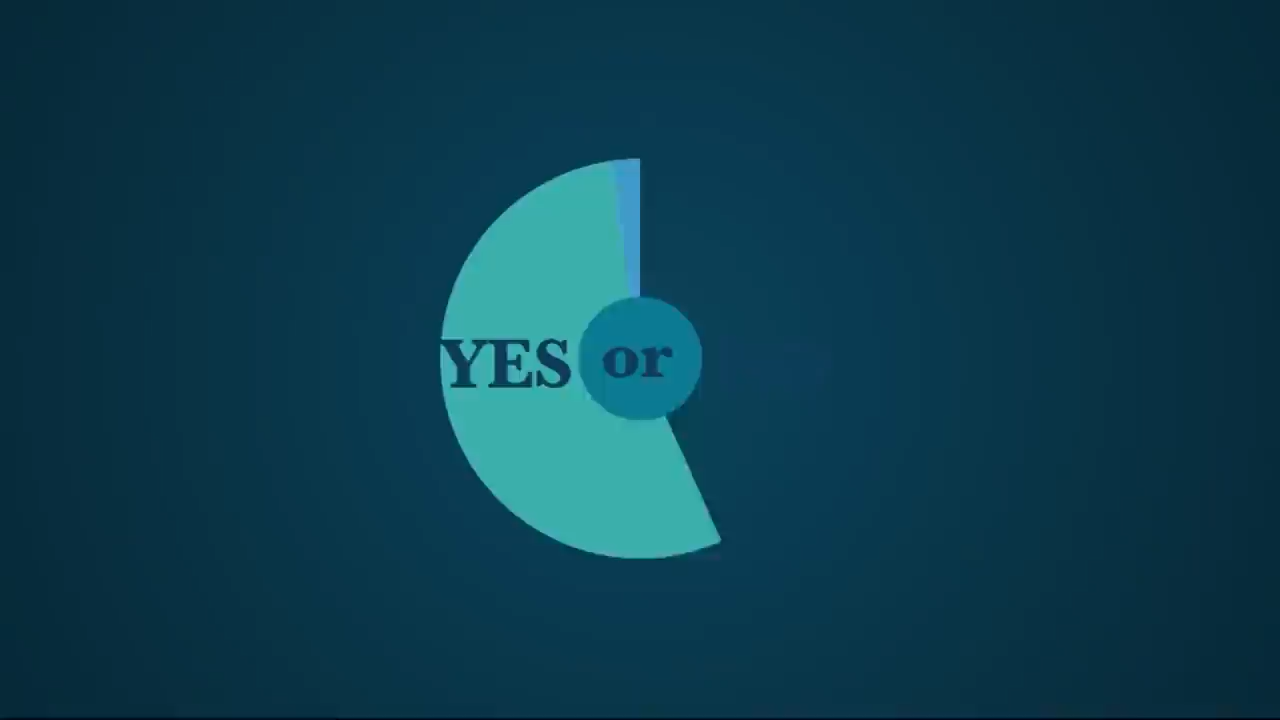 YES or